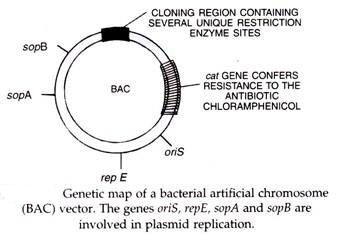 CLONING REGION CONTAINING
SEVERAL UNIQUE RESTRICTION
ENZYME SITES
sopB
sopA
BAC
cat GENE CONFERS
RESISTANCE TO THE
ANTIBIOTIC
CHLORAMPHENICOL
oriS
rep E
Genetic map of a bacterial artificial chromosome
(BAC) vector. The genes oriS, repE, sopA and sopB are
involved in plasmid replication.